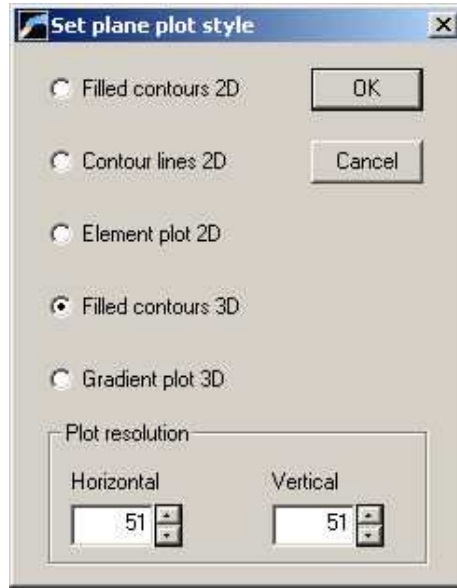 Set plane plot style
Filled contours 2D
OK
Contour lines 2D
Cancel
Element plot 2D
Filled contours 3D
Gradient plot 3D
Plot resolution
Horizontal
Vertical
51
51